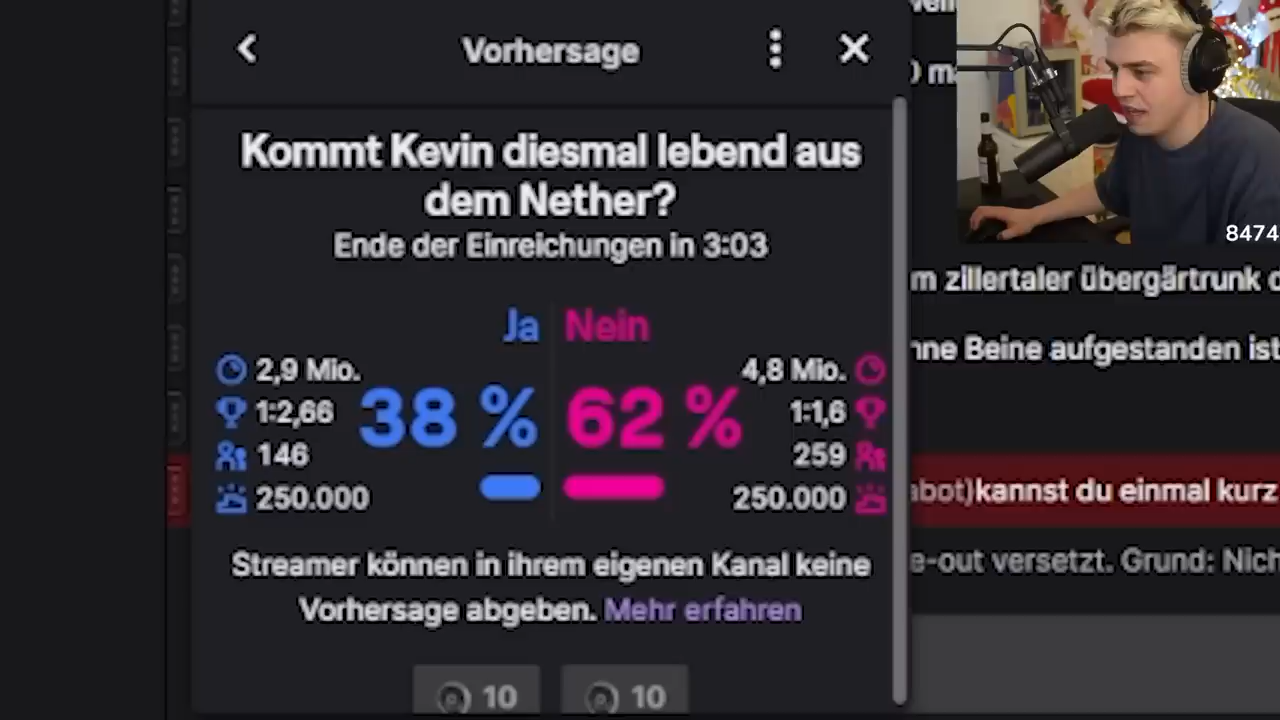 Vorhersage
Kommt Kevin diesmal lebend aus
dem Nether?
Ende der Einreichungen in 3:03
Ja Nein
2,9 Mio. 4,8 Mio.
38 % 62 %
1:2,66 1:1,6
146 259
250.000 250.000
Streamer können in ihrem eigenen Kanal keine
Vorhersage abgeben. Mehr erfahren
10 10
8474
m zillertaler übergärtrunk
nne Beine aufgestanden ist
abot)kannst du einmal kurz
e-out versetzt. Grund: Nich